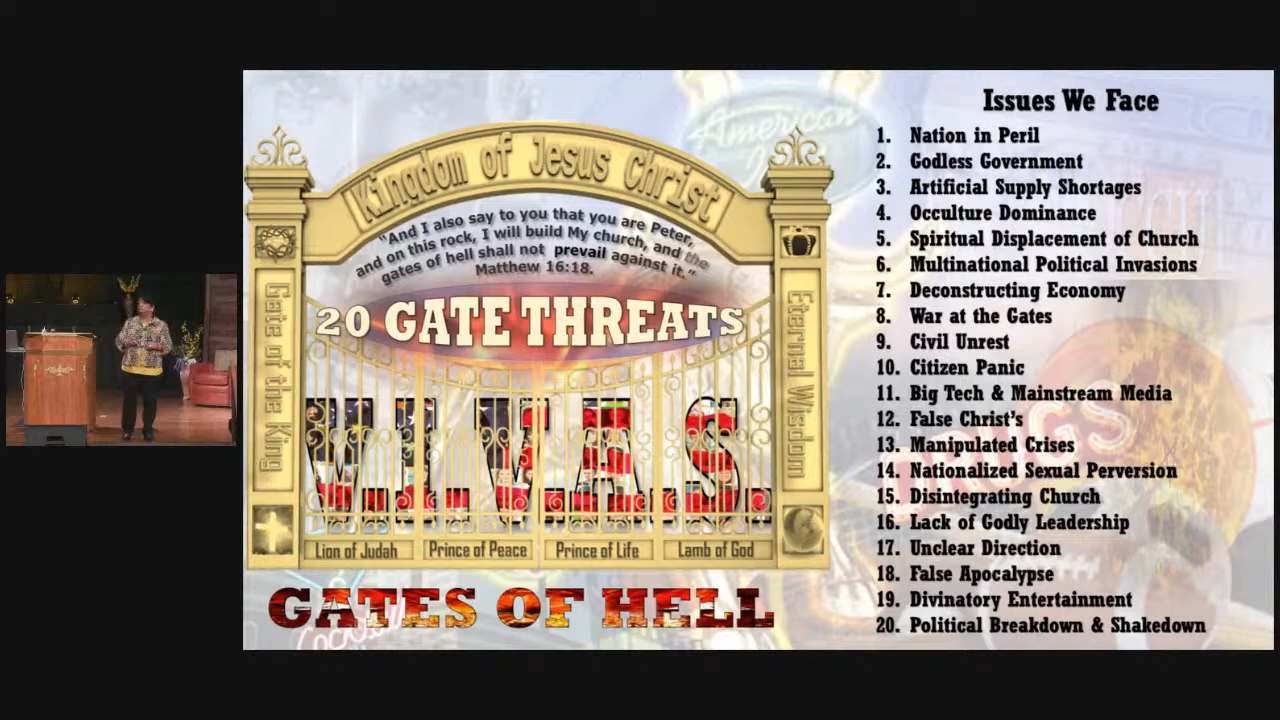 Kingdom of Jesus Christ
"And I also say to you that you are Peter,
and on this rock, I will build My church, and the
gates of hell shall not prevail against it."
Matthew 16:18.
20 GATE THREATS
Gate of the King
Eternal Wisdom
Lion of Judah
Prince of Peace
Prince of Life
Lamb of God
GATES OF HELL
American
Issues We Face
1. Nation in Peril
2. Godless Government
3. Artificial Supply Shortages
4. Occulture Dominance
5. Spiritual Displacement of Church
6. Multinational Political Invasions
7. Deconstructing Economy
8. War at the Gates
9. Civil Unrest
10. Citizen Panic
11. Big Tech & Mainstream Media
12. False Christ's
13. Manipulated Crises
14. Nationalized Sexual Perversion
15. Disintegrating Church
16. Lack of Godly Leadership
17. Unclear Direction
18. False Apocalypse
19. Divinatory Entertainment
20. Political Breakdown & Shakedown